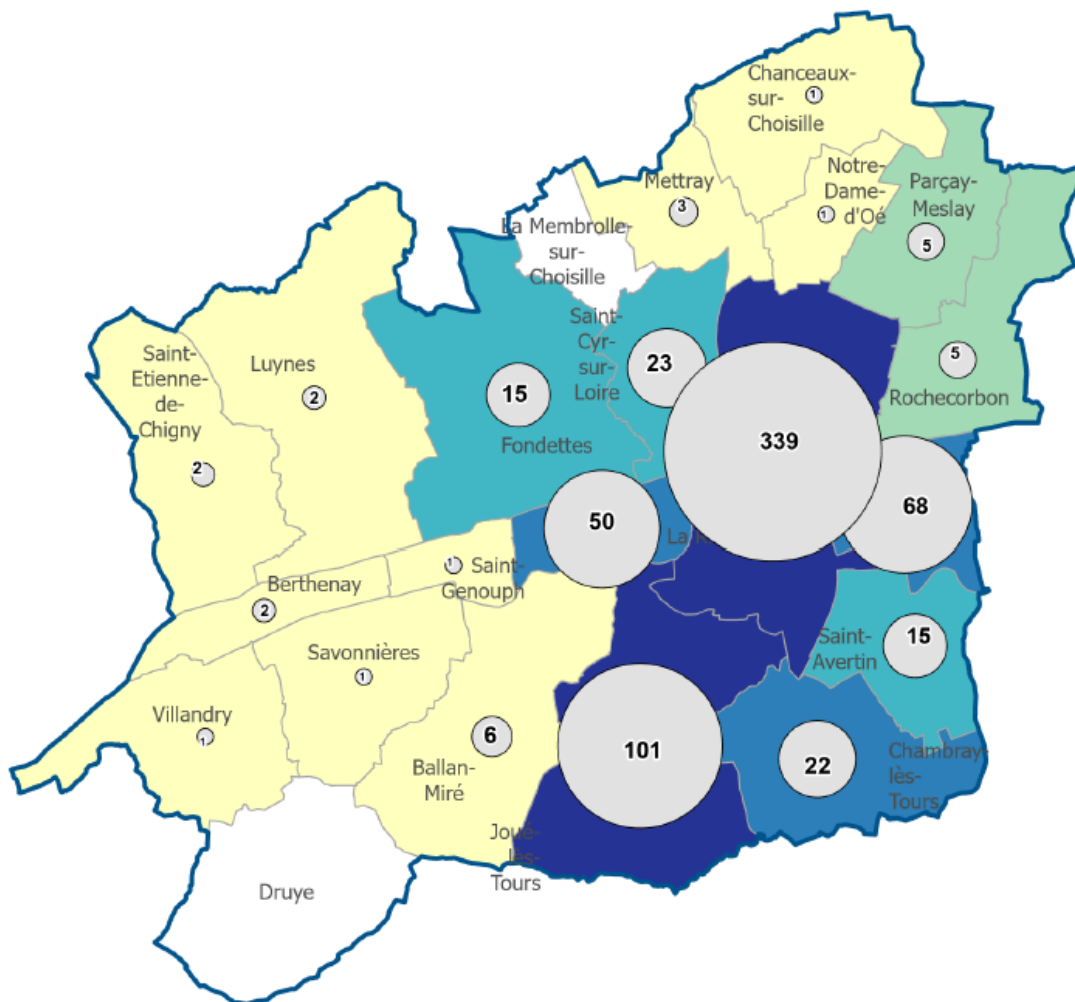 Chanceaux-
sur-
Choisille
1
Notre-
Dame-
d'Oé
1
Mettray
3
Parçay-
Meslay
5
La Membrolle-
sur-
Choisille
Saint-
Cyr-
sur-
Loire
23
Saint-
Etienne-
de-
Chigny
2
Luynes
2
15
Fondettes
5
Rochecorbon
339
68
50
La
1
Saint-
Genouph
Berthenay
2
Savonnières
1
Saint-
Avertin
15
Villandry
1
6
Ballan-
Miré
101
22
Chambray-
lès-
Tours
Joué-
lès-
Tours
Druye